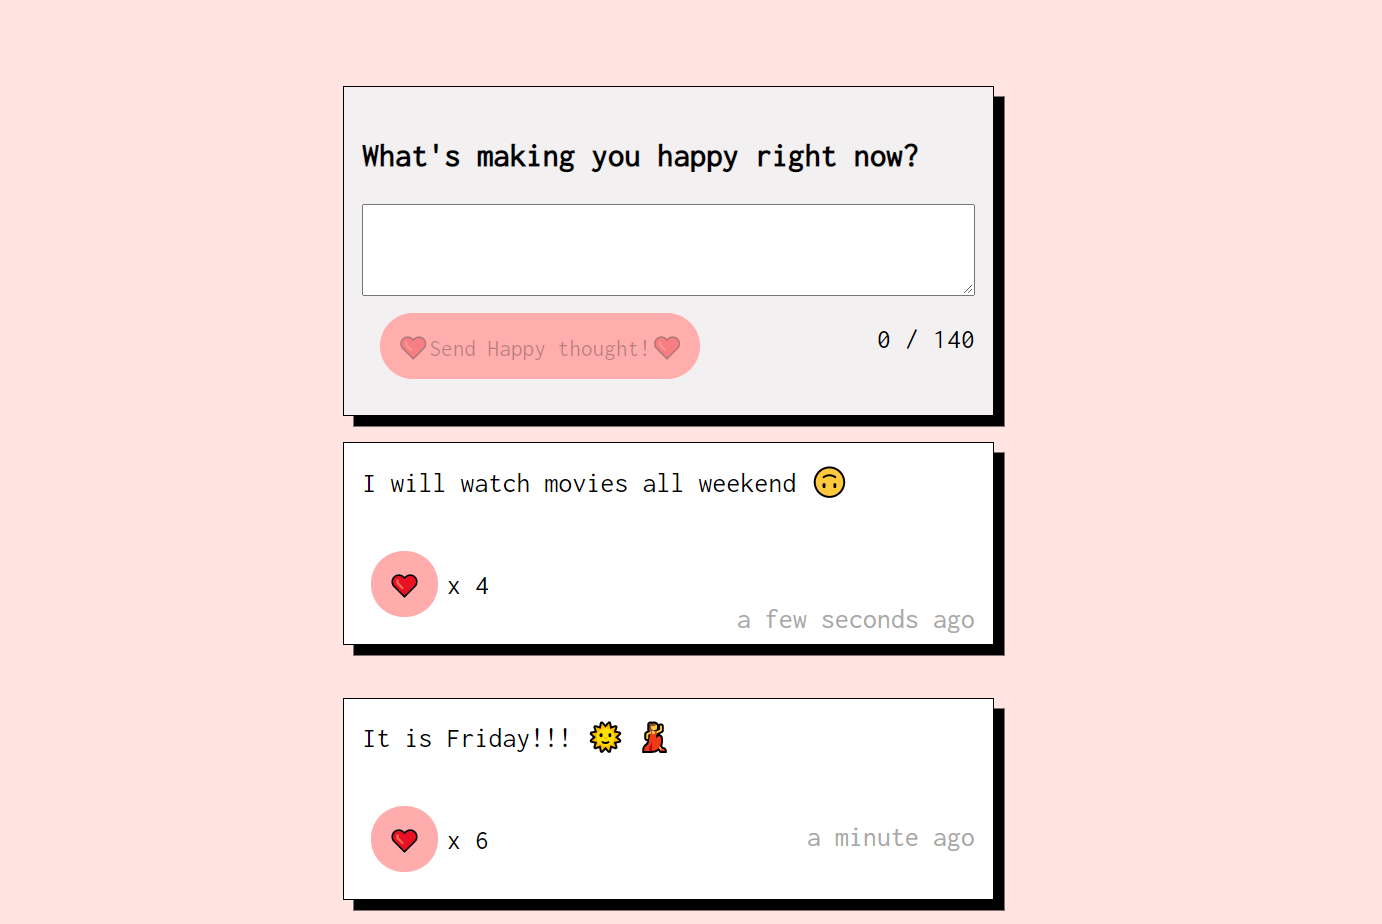 What's making you happy right now?
❤️Send Happy thought!❤️
0 / 140
I will watch movies all weekend 🙃
❤️ x 4
a few seconds ago
It is Friday!!! 🌞 💃
❤️ x 6
a minute ago